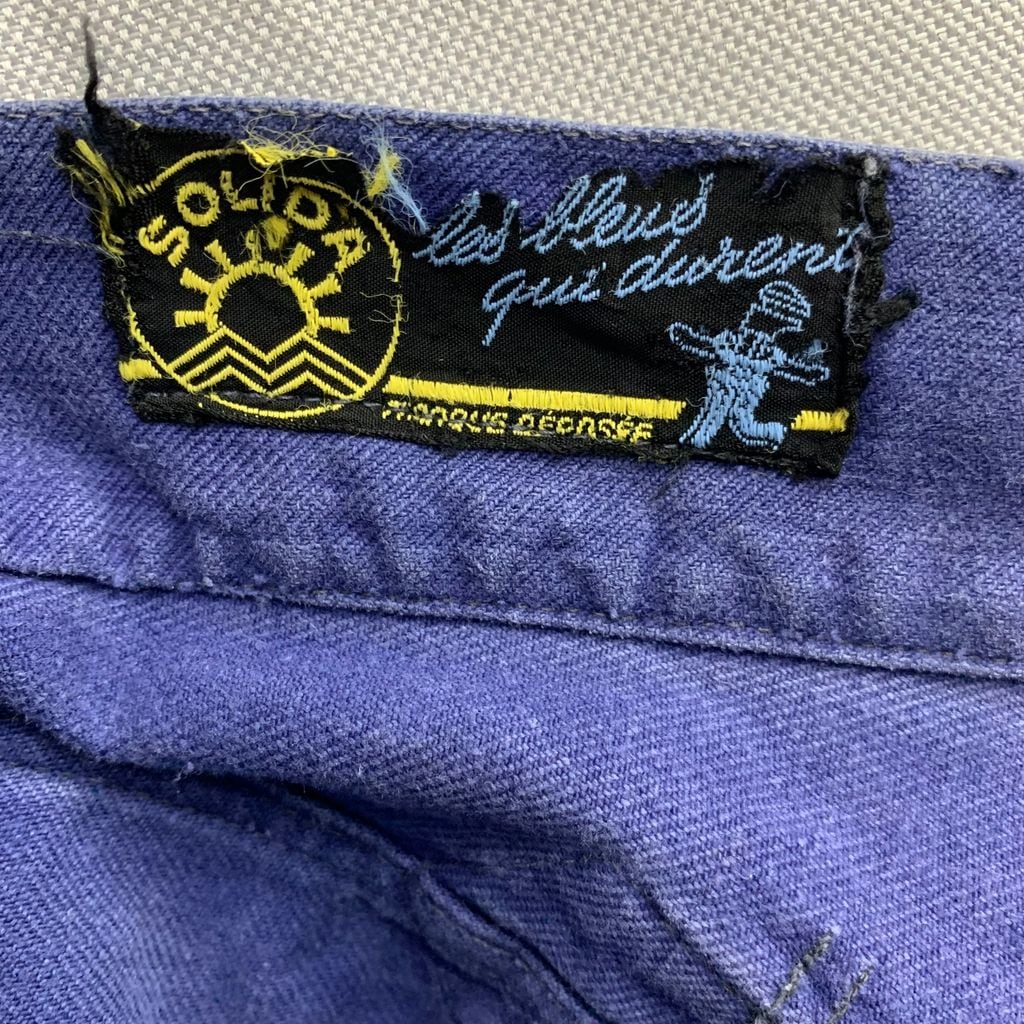 SOLIDA
les bleus
qui durent
MARQUE DÉPOSÉE